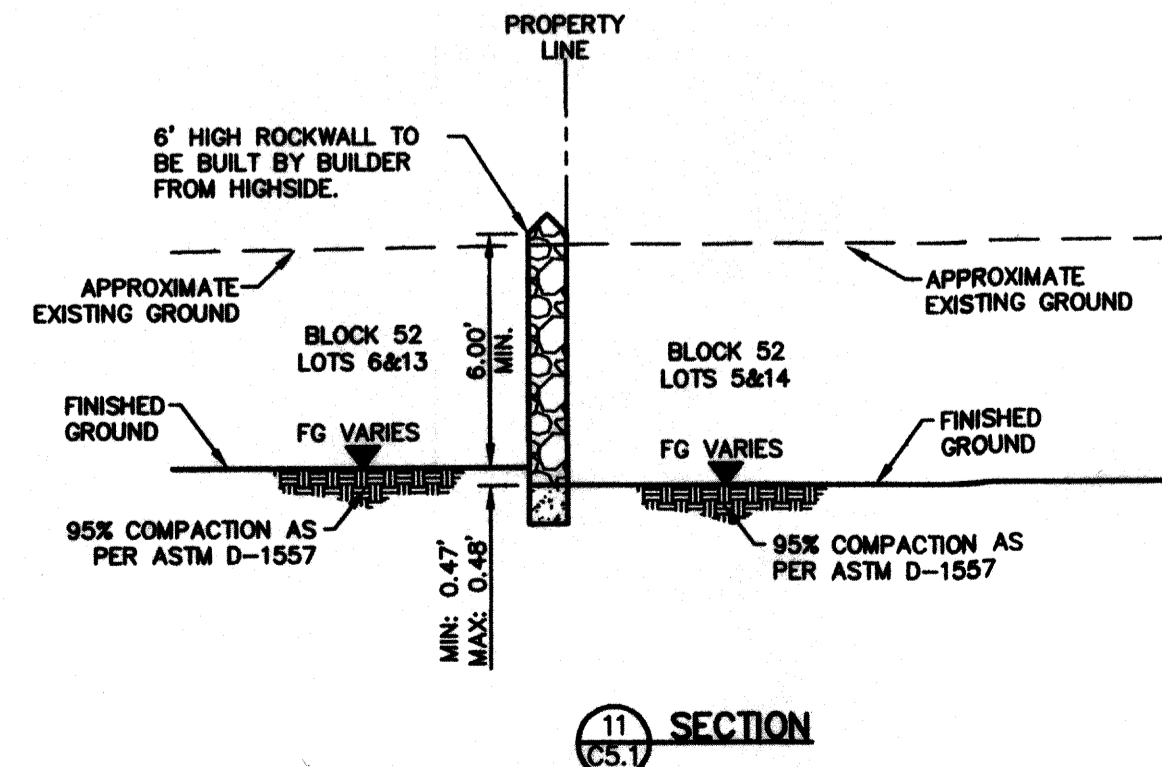 PROPERTY
LINE
6' HIGH ROCKWALL TO
BE BUILT BY BUILDER
FROM HIGHSIDE.
APPROXIMATE
EXISTING GROUND
APPROXIMATE
EXISTING GROUND
BLOCK 52
LOTS 6&13
6.00'
MIN.
BLOCK 52
LOTS 5&14
FINISHED
GROUND
FG VARIES
FG VARIES
FINISHED
GROUND
95% COMPACTION AS
PER ASTM D-1557
MIN: 0.47'
MAX: 0.48'
95% COMPACTION AS
PER ASTM D-1557
11
C5.1
SECTION